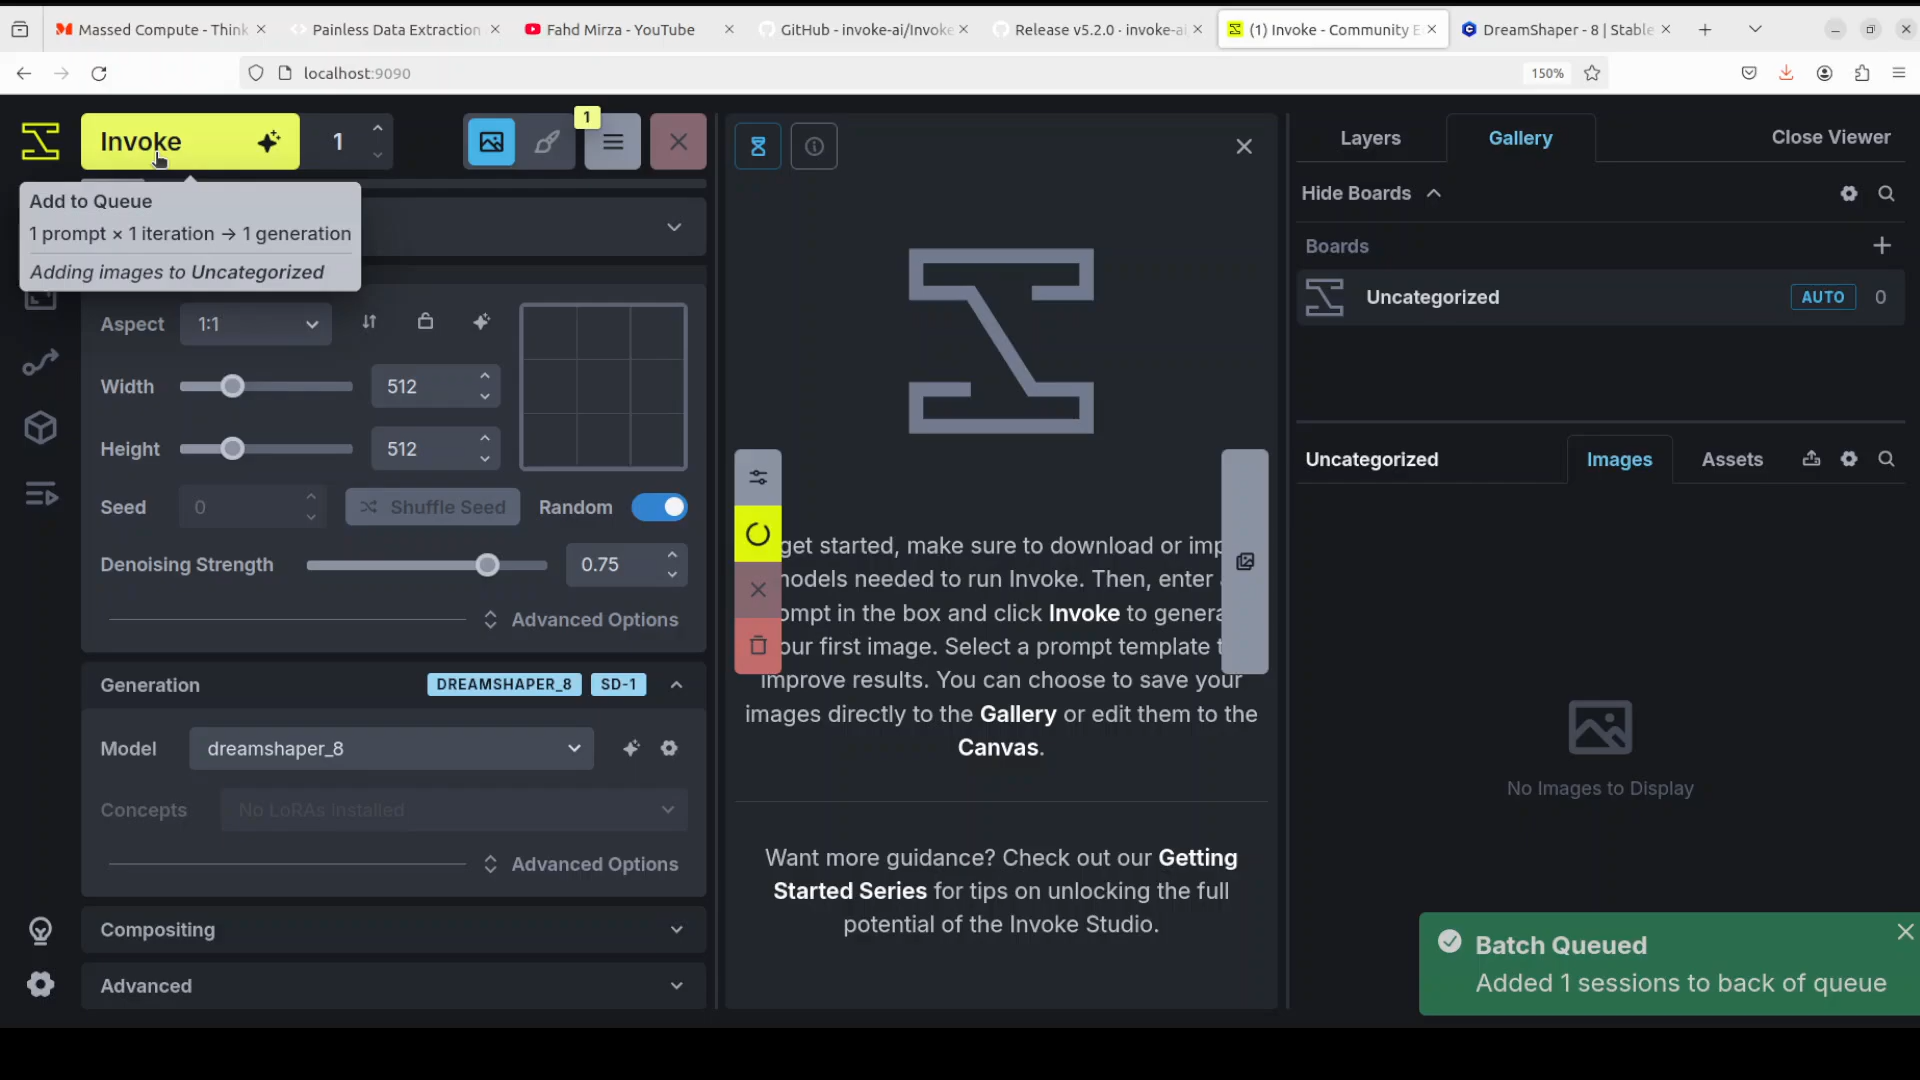 Massed Compute - Think
Painless Data Extraction
Fahd Mirza - YouTube
GitHub - invoke-ai/Invoke
Release v5.2.0 · invoke-ai
(1) Invoke - Community E
DreamShaper - 8 | Stable
localhost:9090
150%
Invoke
1
1
Add to Queue
1 prompt × 1 iteration → 1 generation
Adding images to Uncategorized
Aspect
1:1
Width
512
Height
512
Seed
0
Shuffle Seed
Random
Denoising Strength
0.75
Advanced Options
Generation
DREAMSHAPER_8
SD-1
Model
dreamshaper_8
Concepts
No LoRAs Installed
Advanced Options
Compositing
Advanced
get started, make sure to download or imp
models needed to run Invoke. Then, enter
ompt in the box and click Invoke to genera
our first image. Select a prompt template t
improve results. You can choose to save your
images directly to the Gallery or edit them to the
Canvas.
Want more guidance? Check out our Getting
Started Series for tips on unlocking the full
potential of the Invoke Studio.
Layers
Gallery
Close Viewer
Hide Boards
Boards
Uncategorized
AUTO
0
Uncategorized
Images
Assets
No Images to Display
Batch Queued
Added 1 sessions to back of queue